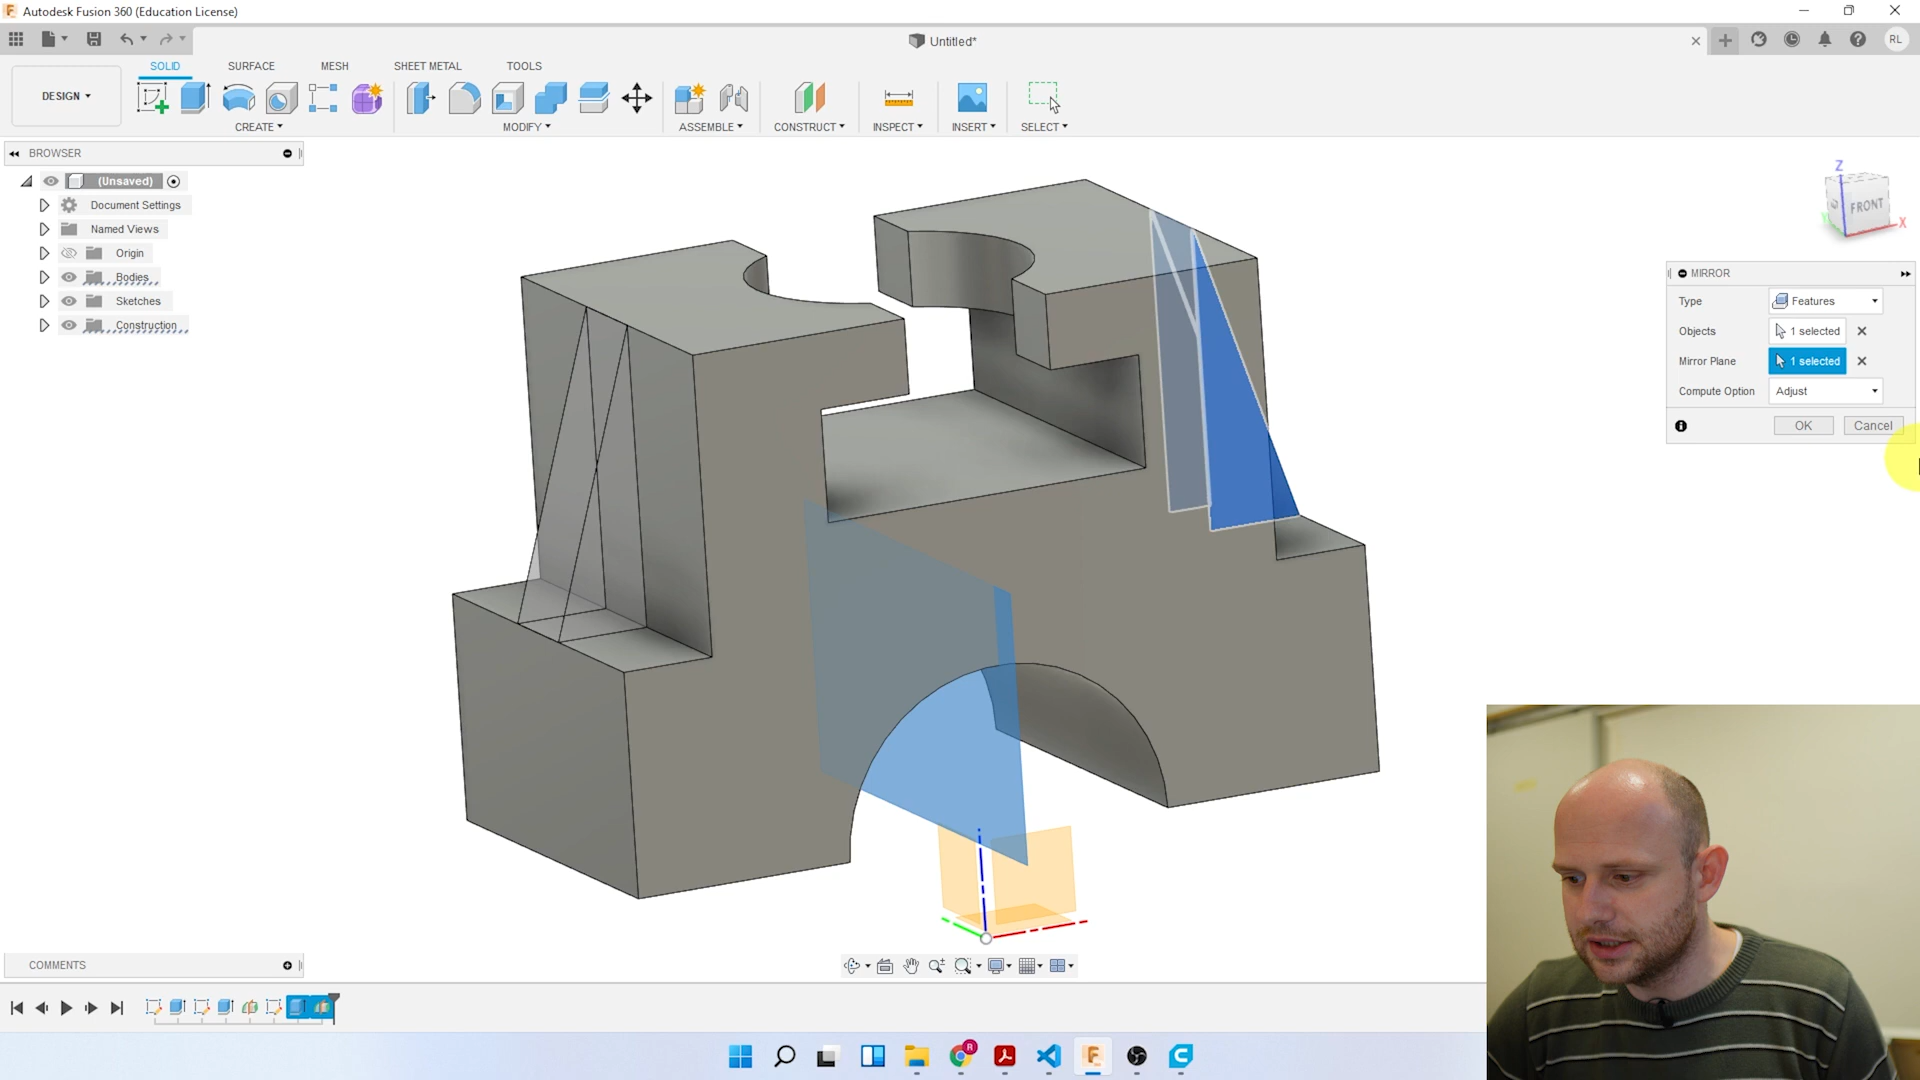 Autodesk Fusion 360 (Education License)
Untitled*
RL
DESIGN
SOLID
SURFACE
MESH
SHEET METAL
TOOLS
CREATE
MODIFY
ASSEMBLE
CONSTRUCT
INSPECT
INSERT
SELECT
BROWSER
(Unsaved)
Document Settings
Named Views
Origin
Bodies
Sketches
Construction
Z
FRONT
X
MIRROR
Type
Features
Objects
1 selected
Mirror Plane
1 selected
Compute Option
Adjust
OK
Cancel
COMMENTS
R